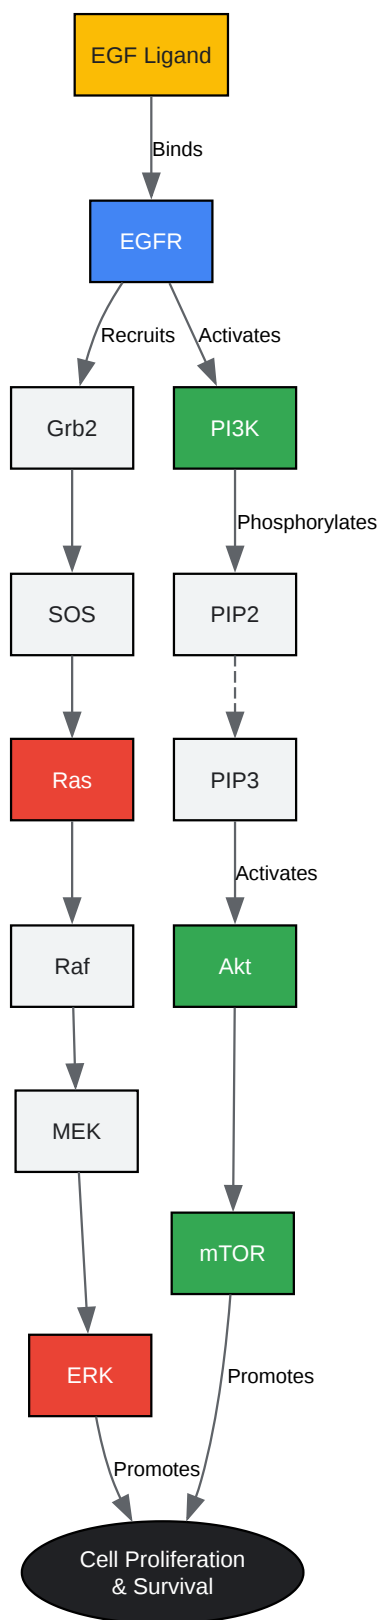 EGF Ligand
Binds
EGFR
Recruits
Activates
Grb2
PI3K
Phosphorylates
SOS
PIP2
Ras
PIP3
Activates
Raf
Akt
MEK
mTOR
ERK
Promotes
Promotes
Cell Proliferation
& Survival